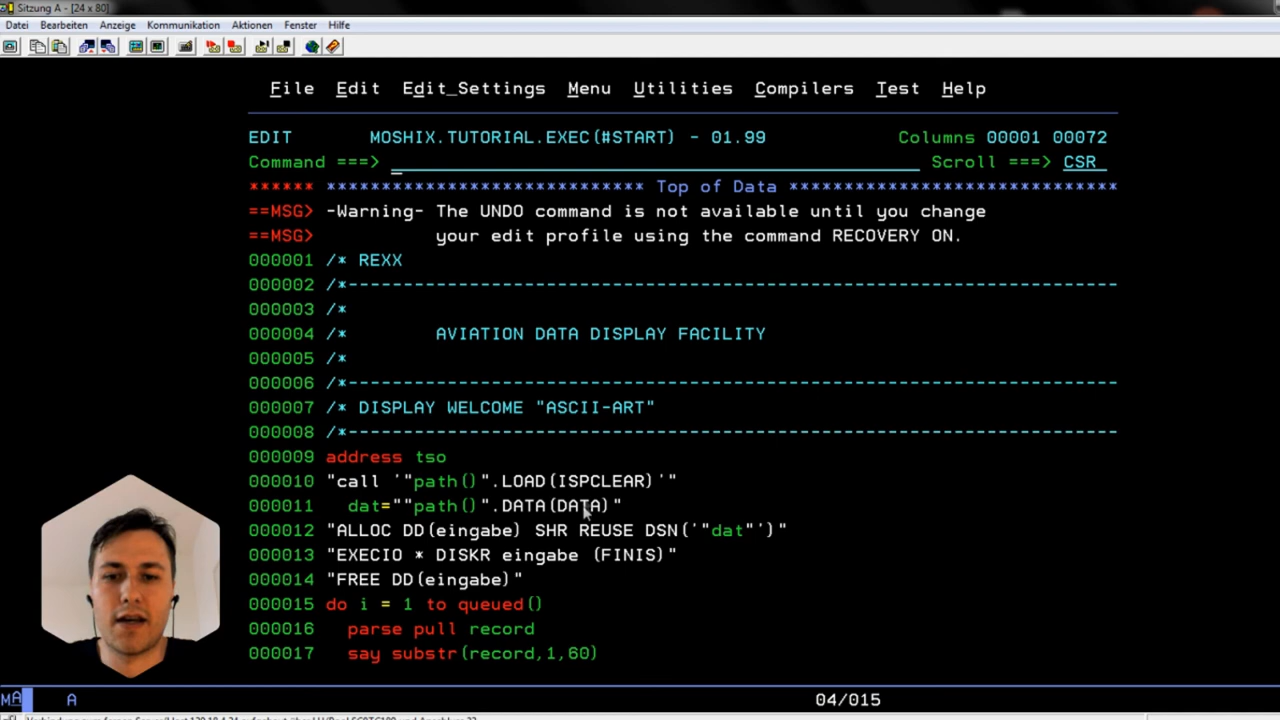 Sitzung A - [24 x 80]
Datei Bearbeiten Anzeige Kommunikation Aktionen Fenster Hilfe
File Edit Edit_Settings Menu Utilities Compilers Test Help
EDIT MOSHIX.TUTORIAL.EXEC(#START) - 01.99 Columns 00001 00072
Command ===> Scroll ===> CSR
****** ***************************** Top of Data ******************************
==MSG> -Warning- The UNDO command is not available until you change
==MSG> your edit profile using the command RECOVERY ON.
000001 /* REXX
000002 /*----------------------------------------------------------------------
000003 /*
000004 /* AVIATION DATA DISPLAY FACILITY
000005 /*
000006 /*----------------------------------------------------------------------
000007 /* DISPLAY WELCOME "ASCII-ART"
000008 /*----------------------------------------------------------------------
000009 address tso
000010 "call '"path()".LOAD(ISPCLEAR)'"
000011 dat=""path()".DATA(DATA)"
000012 "ALLOC DD(eingabe) SHR REUSE DSN('"dat"')"
000013 "EXECIO * DISKR eingabe (FINIS)"
000014 "FREE DD(eingabe)"
000015 do i = 1 to queued()
000016 parse pull record
000017 say substr(record,1,60)
MA A 04/015